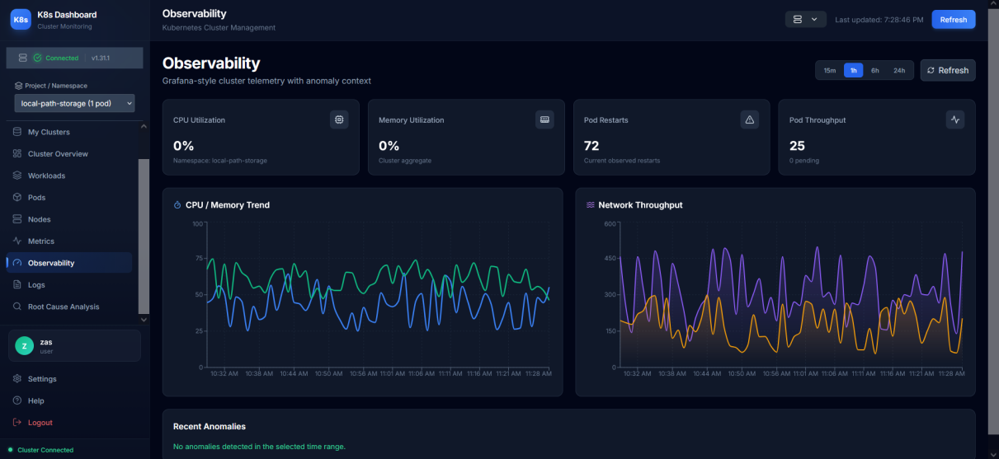 K8s
K8s Dashboard
Cluster Monitoring
Connected
v1.31.1
Project / Namespace
local-path-storage (1 pod)
My Clusters
Cluster Overview
Workloads
Pods
Nodes
Metrics
Observability
Logs
Root Cause Analysis
Z
zas
user
Settings
Help
Logout
Cluster Connected
Observability
Kubernetes Cluster Management
Last updated: 7:28:46 PM
Refresh
Observability
Grafana-style cluster telemetry with anomaly context
15m 1h 6h 24h
Refresh
CPU Utilization
0%
Namespace: local-path-storage
Memory Utilization
0%
Cluster aggregate
Pod Restarts
72
Current observed restarts
Pod Throughput
25
0 pending
CPU / Memory Trend
100
75
50
25
0
10:32 AM 10:38 AM 10:44 AM 10:50 AM 10:56 AM 11:01 AM 11:06 AM 11:11 AM 11:16 AM 11:21 AM 11:28 AM
Network Throughput
600
450
300
150
0
10:32 AM 10:38 AM 10:44 AM 10:50 AM 10:56 AM 11:01 AM 11:06 AM 11:11 AM 11:16 AM 11:21 AM 11:28 AM
Recent Anomalies
No anomalies detected in the selected time range.